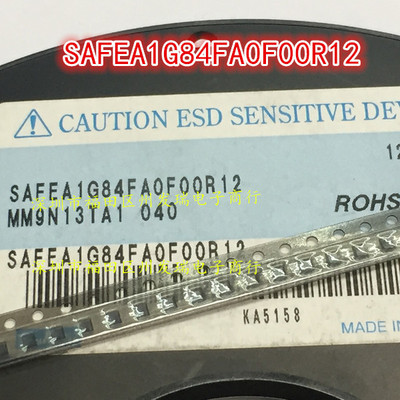 SAFEA1G84FA0F00R12
⚠ CAUTION ESD SENSITIVE DEV
12
SAFEA1G84FA0F00R12
深圳市福田区州发瑞电子商行
MM9N13TA1 040
ROHS
SAFEA1G84FA0F00R12
深圳市福田区州发瑞电子商行
KA5158
MADE IN